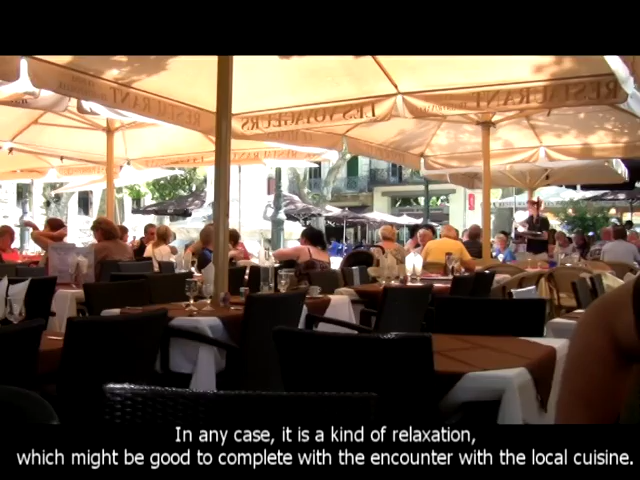 RESTAURANT
RESTAURANT
LES VOYAGEURS
In any case, it is a kind of relaxation,
which might be good to complete with the encounter with the local cuisine.